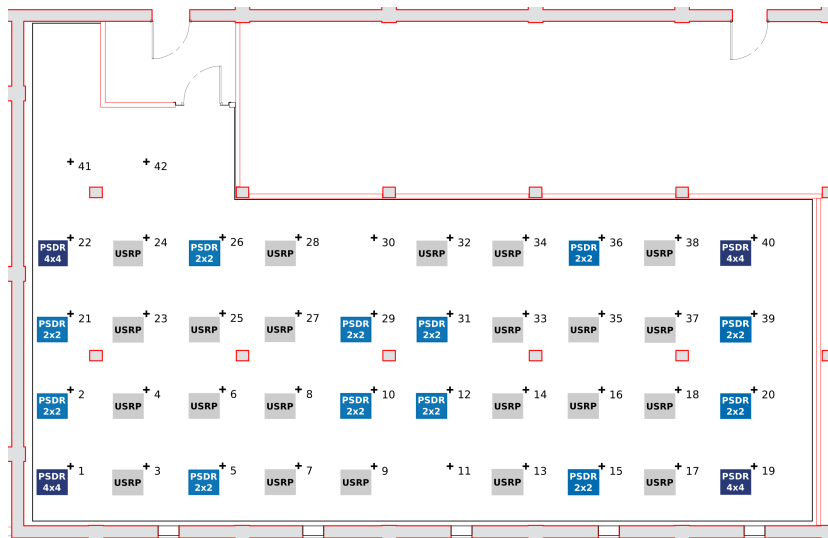 41 42
PSDR
4x4
22
USRP
24
PSDR
2x2
26
USRP
28
30
USRP
32
USRP
34
PSDR
2x2
36
USRP
38
PSDR
4x4
40
PSDR
2x2
21
USRP
23
USRP
25
USRP
27
PSDR
2x2
29
PSDR
2x2
31
USRP
33
USRP
35
USRP
37
PSDR
2x2
39
PSDR
2x2
2
USRP
4
USRP
6
USRP
8
PSDR
2x2
10
PSDR
2x2
12
USRP
14
USRP
16
USRP
18
PSDR
2x2
20
PSDR
4x4
1
USRP
3
PSDR
2x2
5
USRP
7
USRP
9
11
USRP
13
PSDR
2x2
15
USRP
17
PSDR
4x4
19